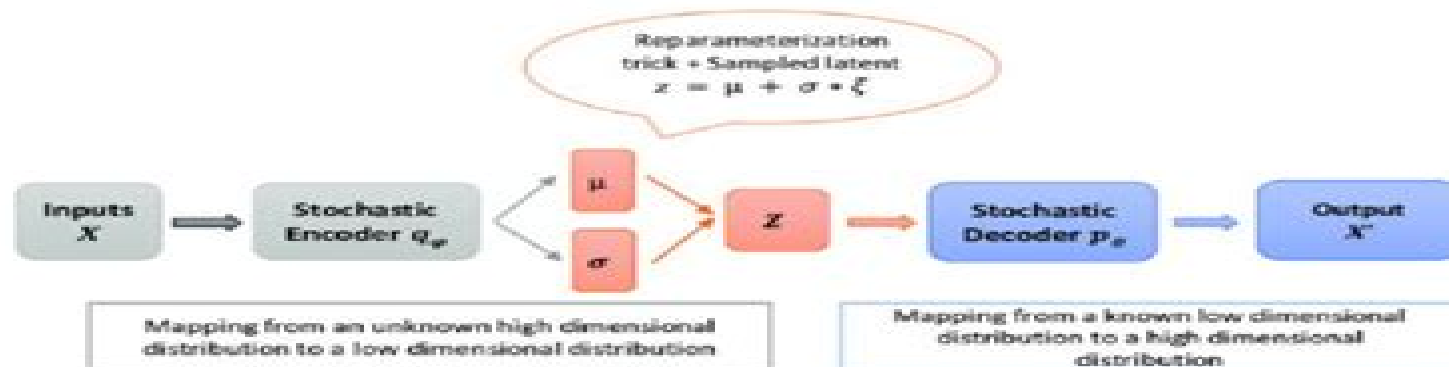 Reparameterization
trick + Sampled latent
z = μ + σ * ξ
Inputs
X
Stochastic
Encoder qφ
μ
σ
Z
Stochastic
Decoder pθ
Output
X'
Mapping from an unknown high dimensional
distribution to a low dimensional distribution
Mapping from a known low dimensional
distribution to a high dimensional
distribution